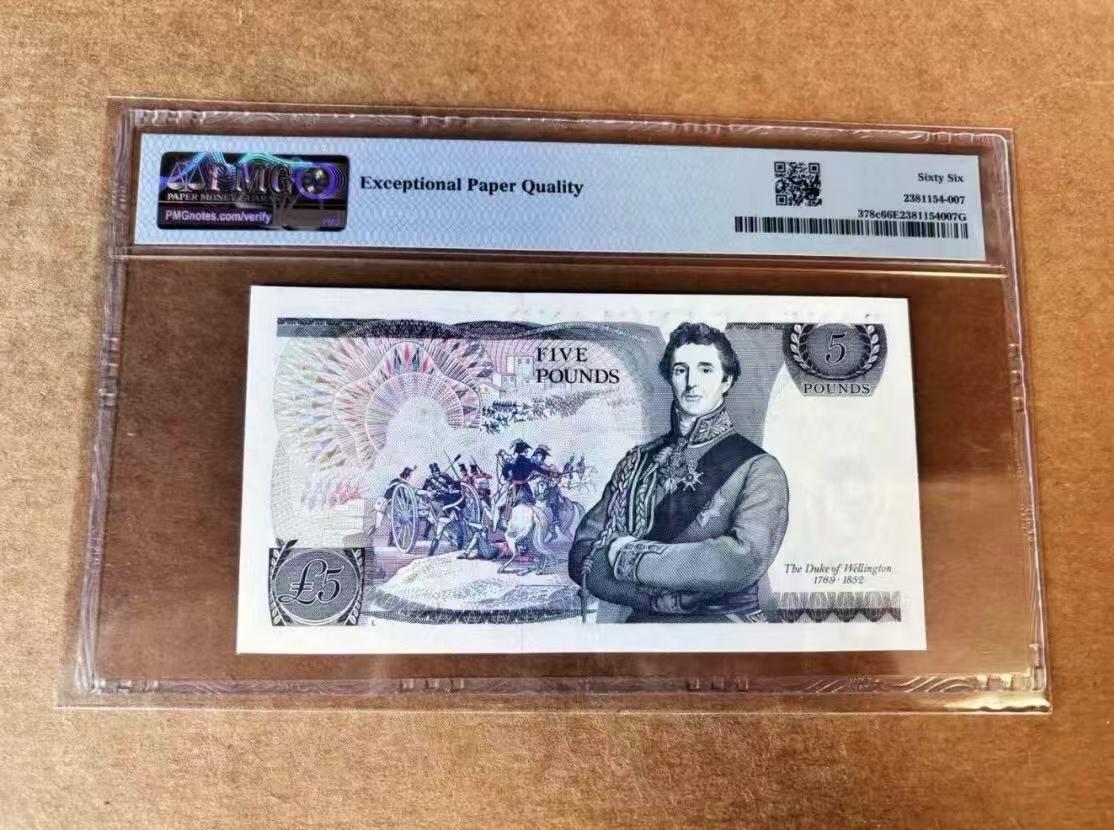 PMG
PAPER MONEY GUARANTY
PMGnotes.com/verify
Exceptional Paper Quality
Sixty Six
2381154-007
378c66E2381154007G
FIVE
POUNDS
5
POUNDS
£5
The Duke of Wellington
1769 · 1852
L